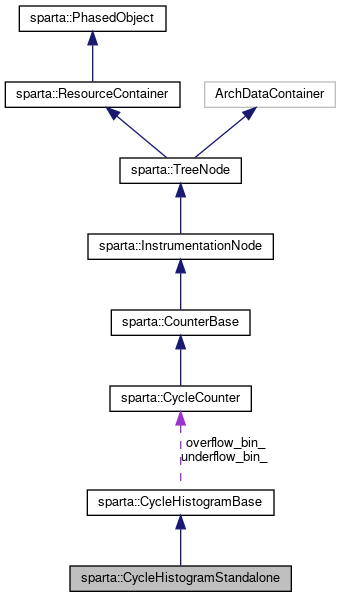 sparta::PhasedObject
sparta::ResourceContainer
ArchDataContainer
sparta::TreeNode
sparta::InstrumentationNode
sparta::CounterBase
sparta::CycleCounter
overflow_bin_
underflow_bin_
sparta::CycleHistogramBase
sparta::CycleHistogramStandalone